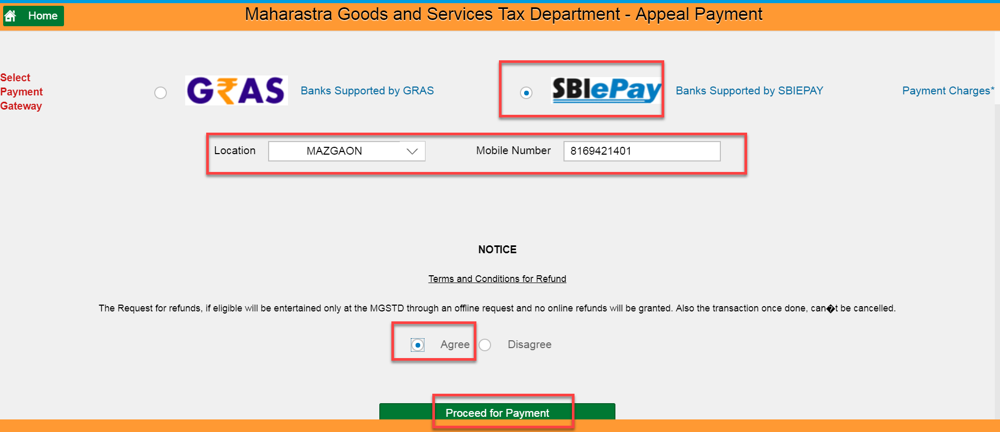 Home
Maharastra Goods and Services Tax Department - Appeal Payment
Select
Payment
Gateway
GRAS
Banks Supported by GRAS
SBIePay
Banks Supported by SBIEPAY
Payment Charges*
Location
MAZGAON
Mobile Number
8169421401
NOTICE
Terms and Conditions for Refund
The Request for refunds, if eligible will be entertained only at the MGSTD through an offline request and no online refunds will be granted. Also the transaction once done, can�t be cancelled.
Agree
Disagree
Proceed for Payment